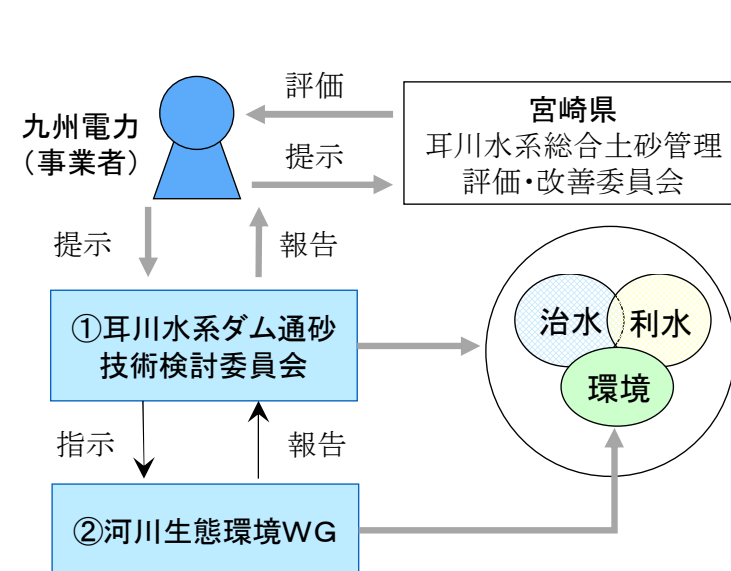 評価
九州電力
（事業者）
提示
宮崎県
耳川水系総合土砂管理
評価・改善委員会
提示
報告
①耳川水系ダム通砂
技術検討委員会
治水
利水
環境
指示
報告
②河川生態環境WG